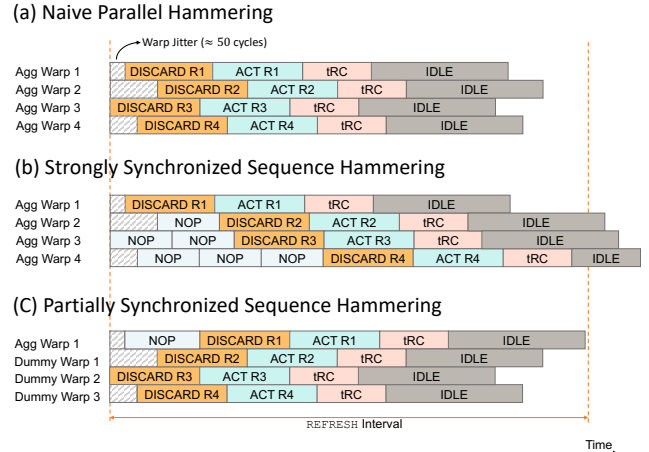 (a) Naive Parallel Hammering
Warp Jitter (≈ 50 cycles)
Agg Warp 1 DISCARD R1 ACT R1 tRC IDLE
Agg Warp 2 DISCARD R2 ACT R2 tRC IDLE
Agg Warp 3 DISCARD R3 ACT R3 tRC IDLE
Agg Warp 4 DISCARD R4 ACT R4 tRC IDLE
(b) Strongly Synchronized Sequence Hammering
Agg Warp 1 DISCARD R1 ACT R1 tRC IDLE
Agg Warp 2 NOP DISCARD R2 ACT R2 tRC IDLE
Agg Warp 3 NOP NOP DISCARD R3 ACT R3 tRC IDLE
Agg Warp 4 NOP NOP NOP DISCARD R4 ACT R4 tRC IDLE
(C) Partially Synchronized Sequence Hammering
Agg Warp 1 NOP DISCARD R1 ACT R1 tRC IDLE
Dummy Warp 1 DISCARD R2 ACT R2 tRC IDLE
Dummy Warp 2 DISCARD R3 ACT R3 tRC IDLE
Dummy Warp 3 DISCARD R4 ACT R4 tRC IDLE
REFRESH Interval
Time